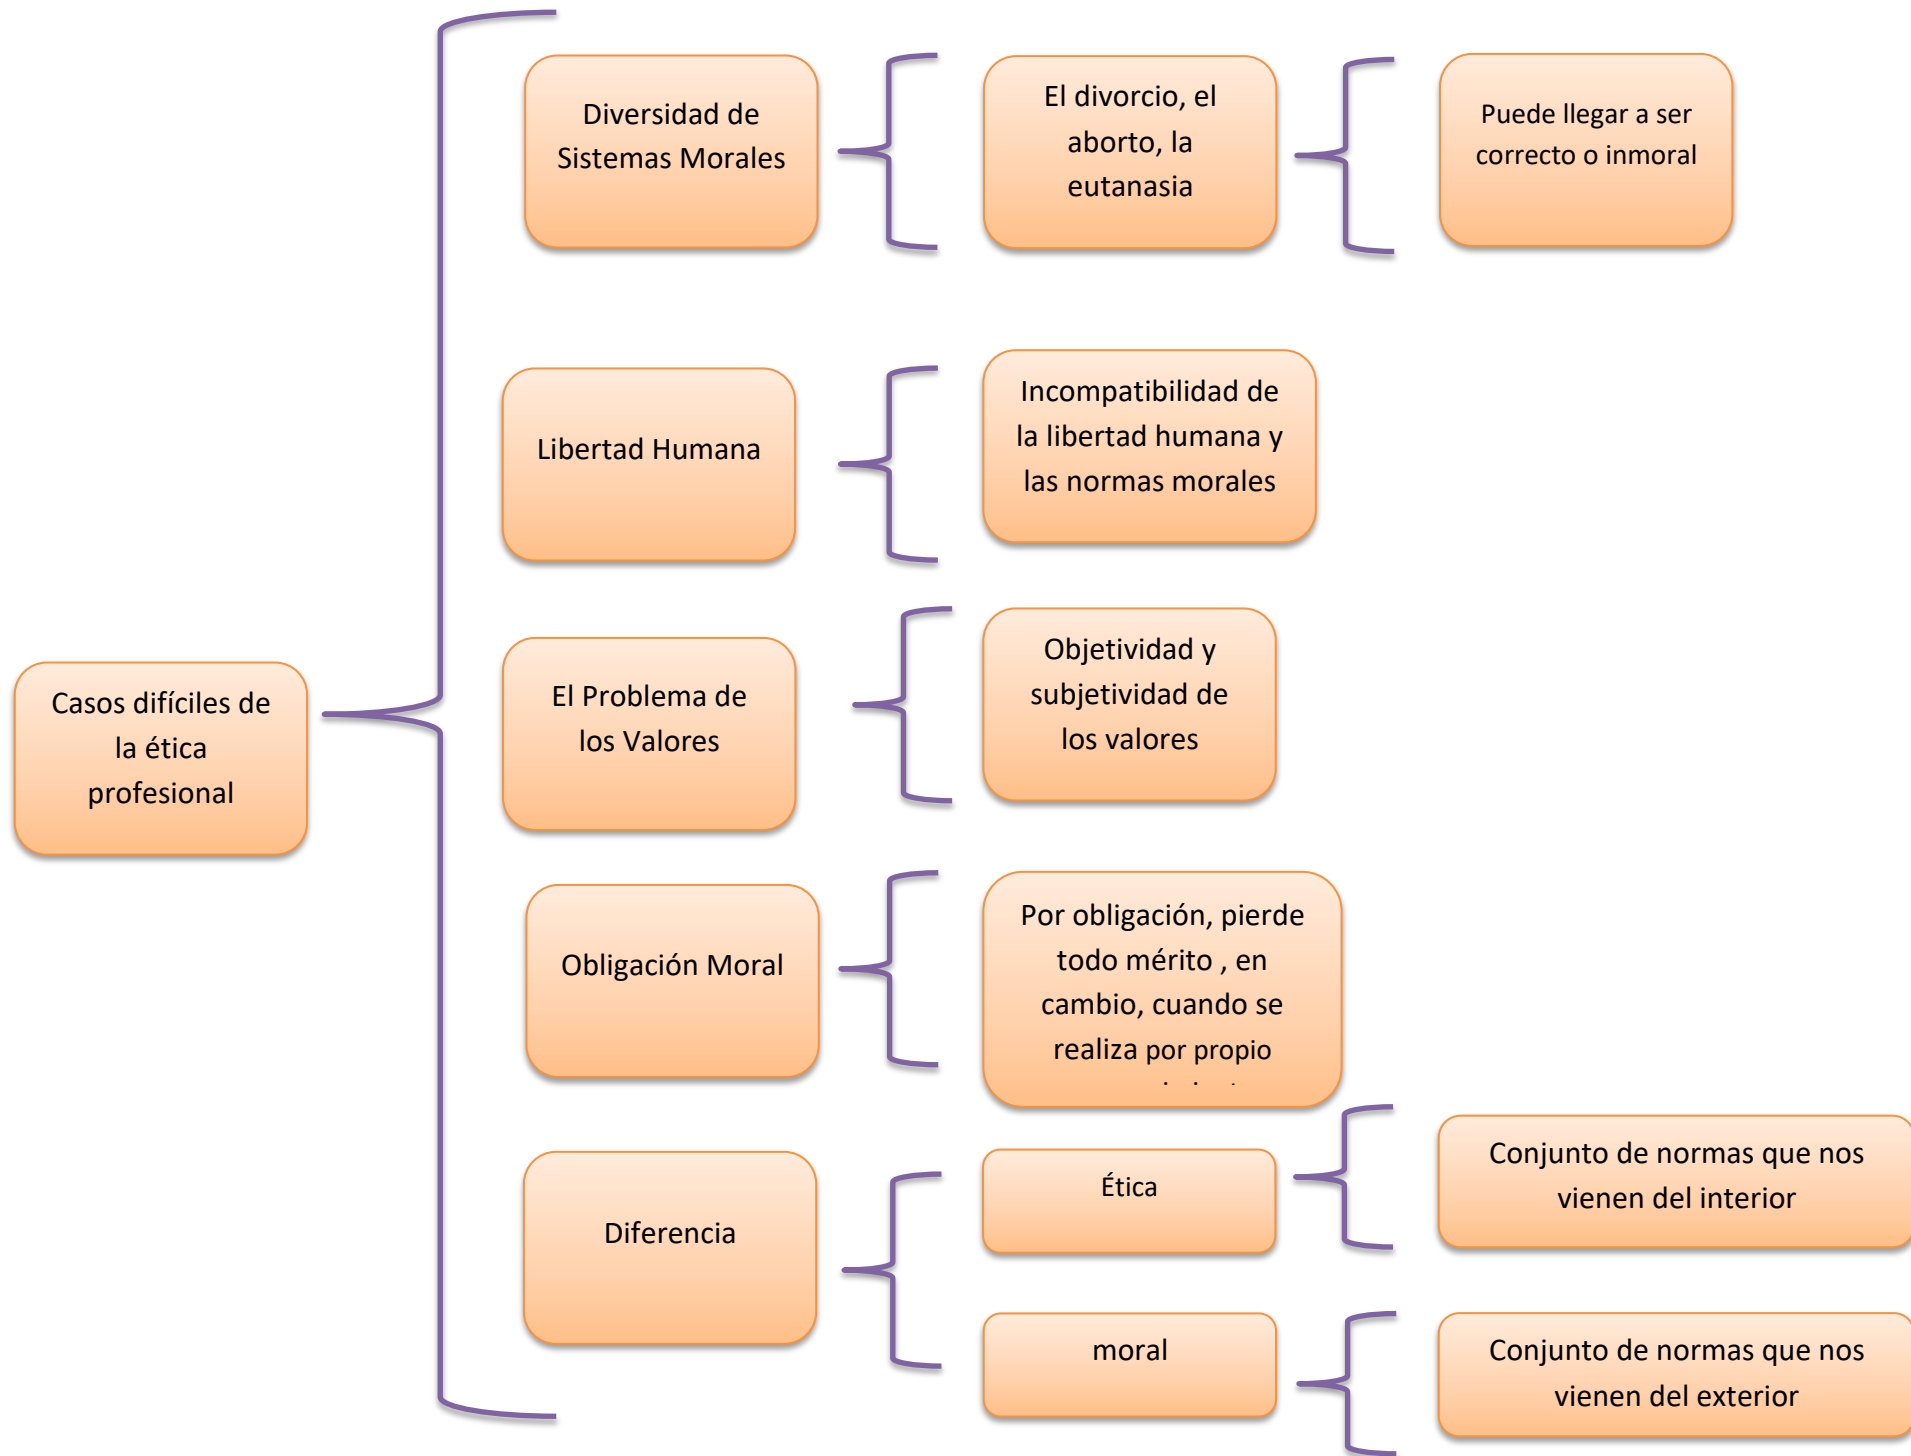 Diversidad de
Sistemas Morales
El divorcio, el
aborto, la
eutanasia
Puede llegar a ser
correcto o inmoral
Libertad Humana
Incompatibilidad de
la libertad humana y
las normas morales
Casos difíciles de
la ética
profesional
El Problema de
los Valores
Objetividad y
subjetividad de
los valores
Obligación Moral
Por obligación, pierde
todo mérito , en
cambio, cuando se
realiza por propio
Diferencia
Ética
Conjunto de normas que nos
vienen del interior
moral
Conjunto de normas que nos
vienen del exterior